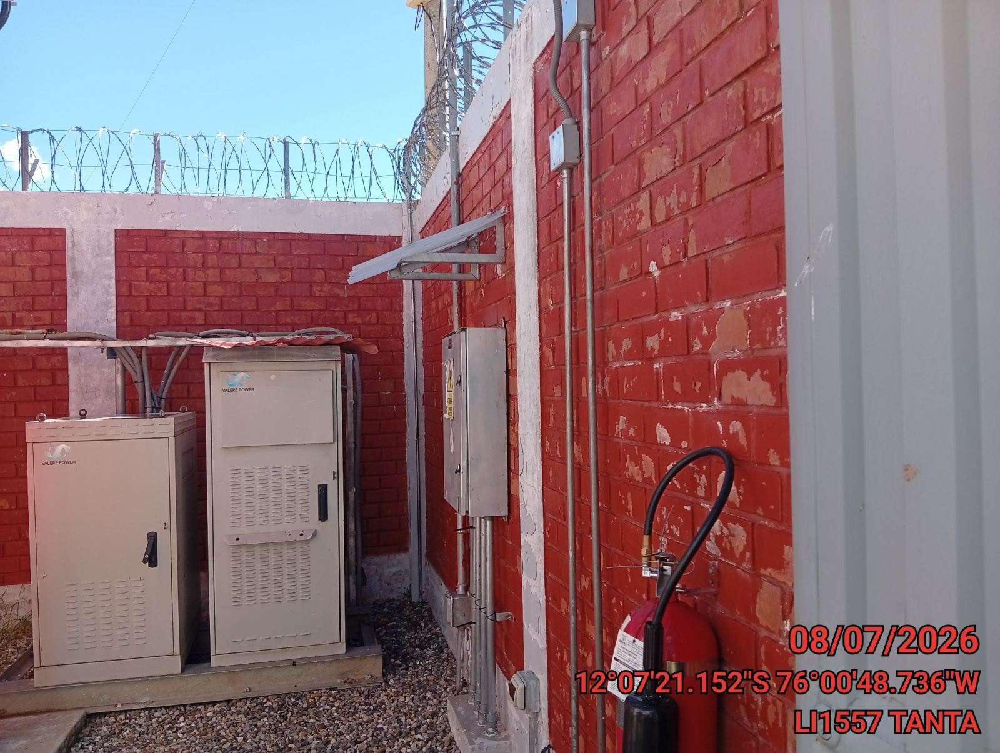 VALERE POWER
VALERE POWER
08/07/2026
12°07'21.152"S 76°00'48.736"W
LI1557 TANTA